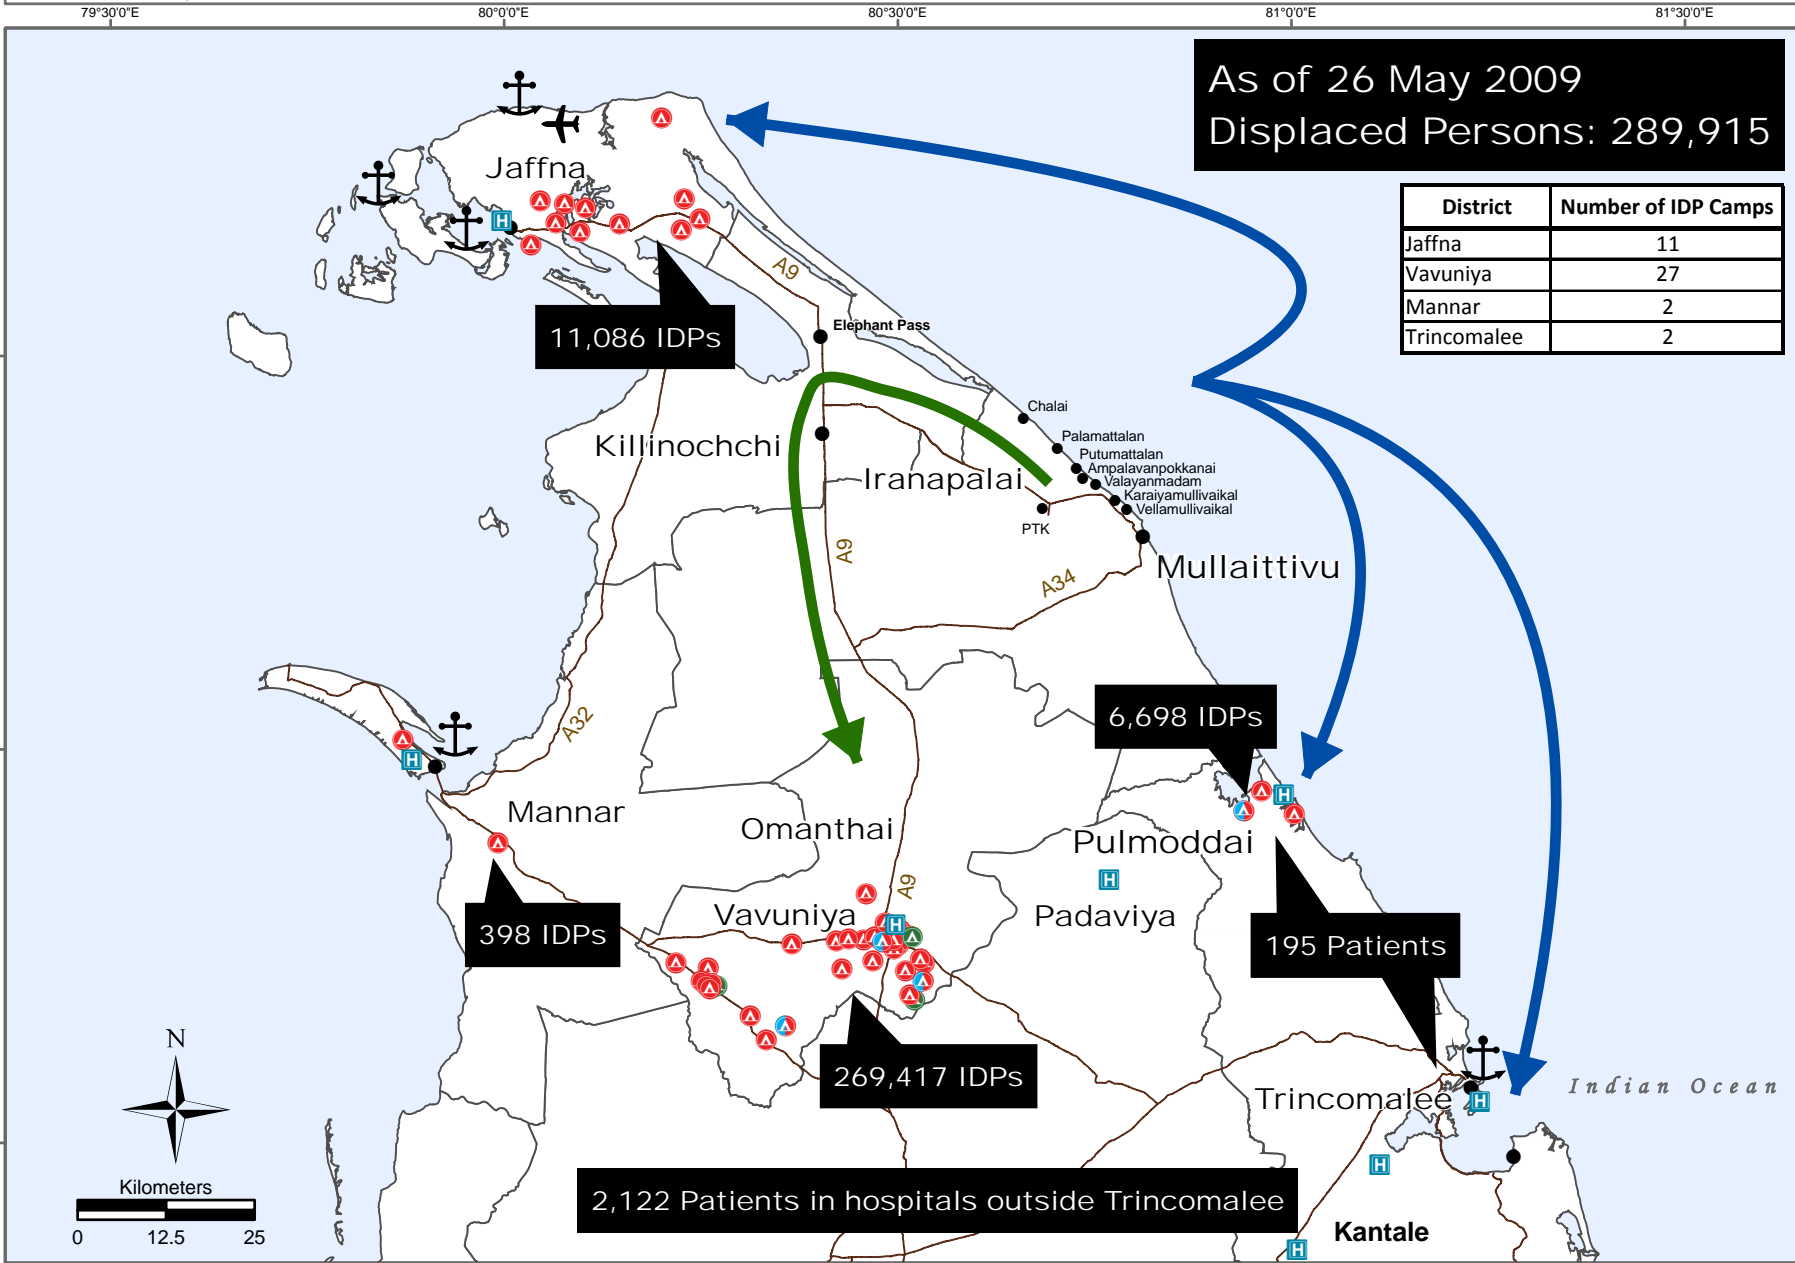 79°30'0"E
80°0'0"E
80°30'0"E
81°0'0"E
81°30'0"E
As of 26 May 2009
Displaced Persons: 289,915
District Number of IDP Camps
Jaffna 11
Vavuniya 27
Mannar 2
Trincomalee 2
Jaffna
A9
11,086 IDPs
Elephant Pass
Chalai
Killinochchi
Palamattalan
Putumattalan
Ampalavanpokkanai
Iranapalai
Valayanmadam
Karaiyamullivaikal
Vellamullivaikal
PTK
A9
Mullaittivu
A34
6,698 IDPs
A32
Mannar
Omanthai
Pulmoddai
A9
Vavuniya
Padaviya
398 IDPs
195 Patients
N
269,417 IDPs
Trincomalee
Indian Ocean
Kilometers
0 12.5 25
2,122 Patients in hospitals outside Trincomalee
Kantale
H
H
H
H
H
H
H
H